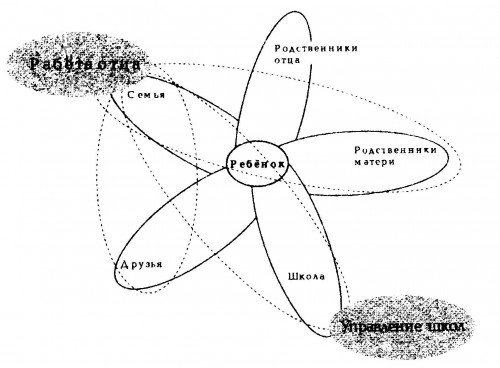 Родственники
отца
Работа отца
Семья
Родственники
матери
Ребёнок
Друзья
Школа
Управление школ